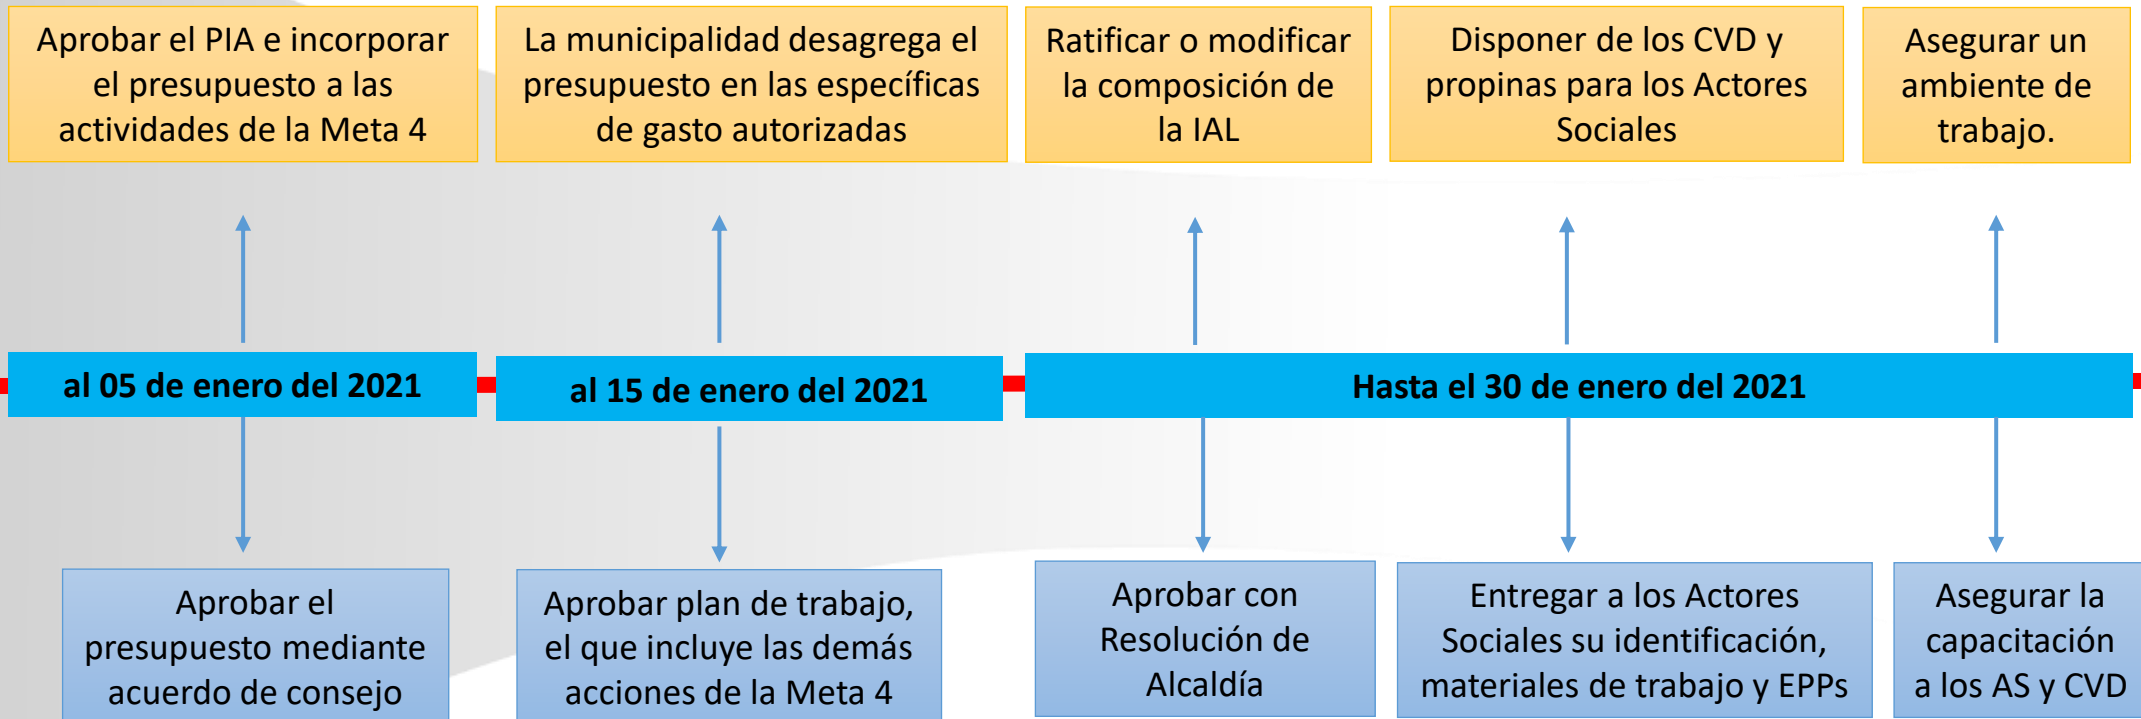 Aprobar el PIA e incorporar
el presupuesto a las
actividades de la Meta 4
La municipalidad desagrega el
presupuesto en las específicas
de gasto autorizadas
Ratificar o modificar
la composición de
la IAL
Disponer de los CVD y
propinas para los Actores
Sociales
Asegurar un
ambiente de
trabajo.
al 05 de enero del 2021
al 15 de enero del 2021
Hasta el 30 de enero del 2021
Aprobar el
presupuesto mediante
acuerdo de consejo
Aprobar plan de trabajo,
el que incluye las demás
acciones de la Meta 4
Aprobar con
Resolución de
Alcaldía
Entregar a los Actores
Sociales su identificación,
materiales de trabajo y EPPs
Asegurar la
capacitación
a los AS y CVD